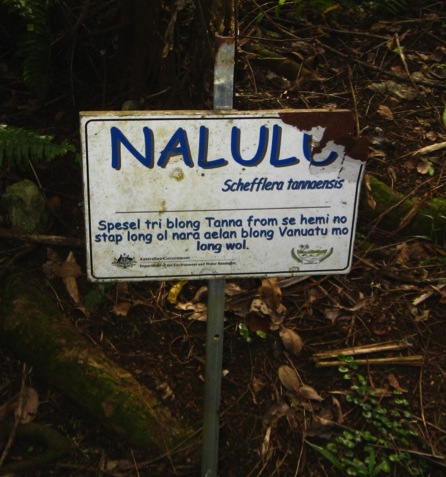 NALULU
Schefflera tannaensis
Spesel tri blong Tanna from se hemi no
stap long ol nara aelan blong Vanuatu mo
long wol.
Australian Government
Department of the Environment and Water Resources